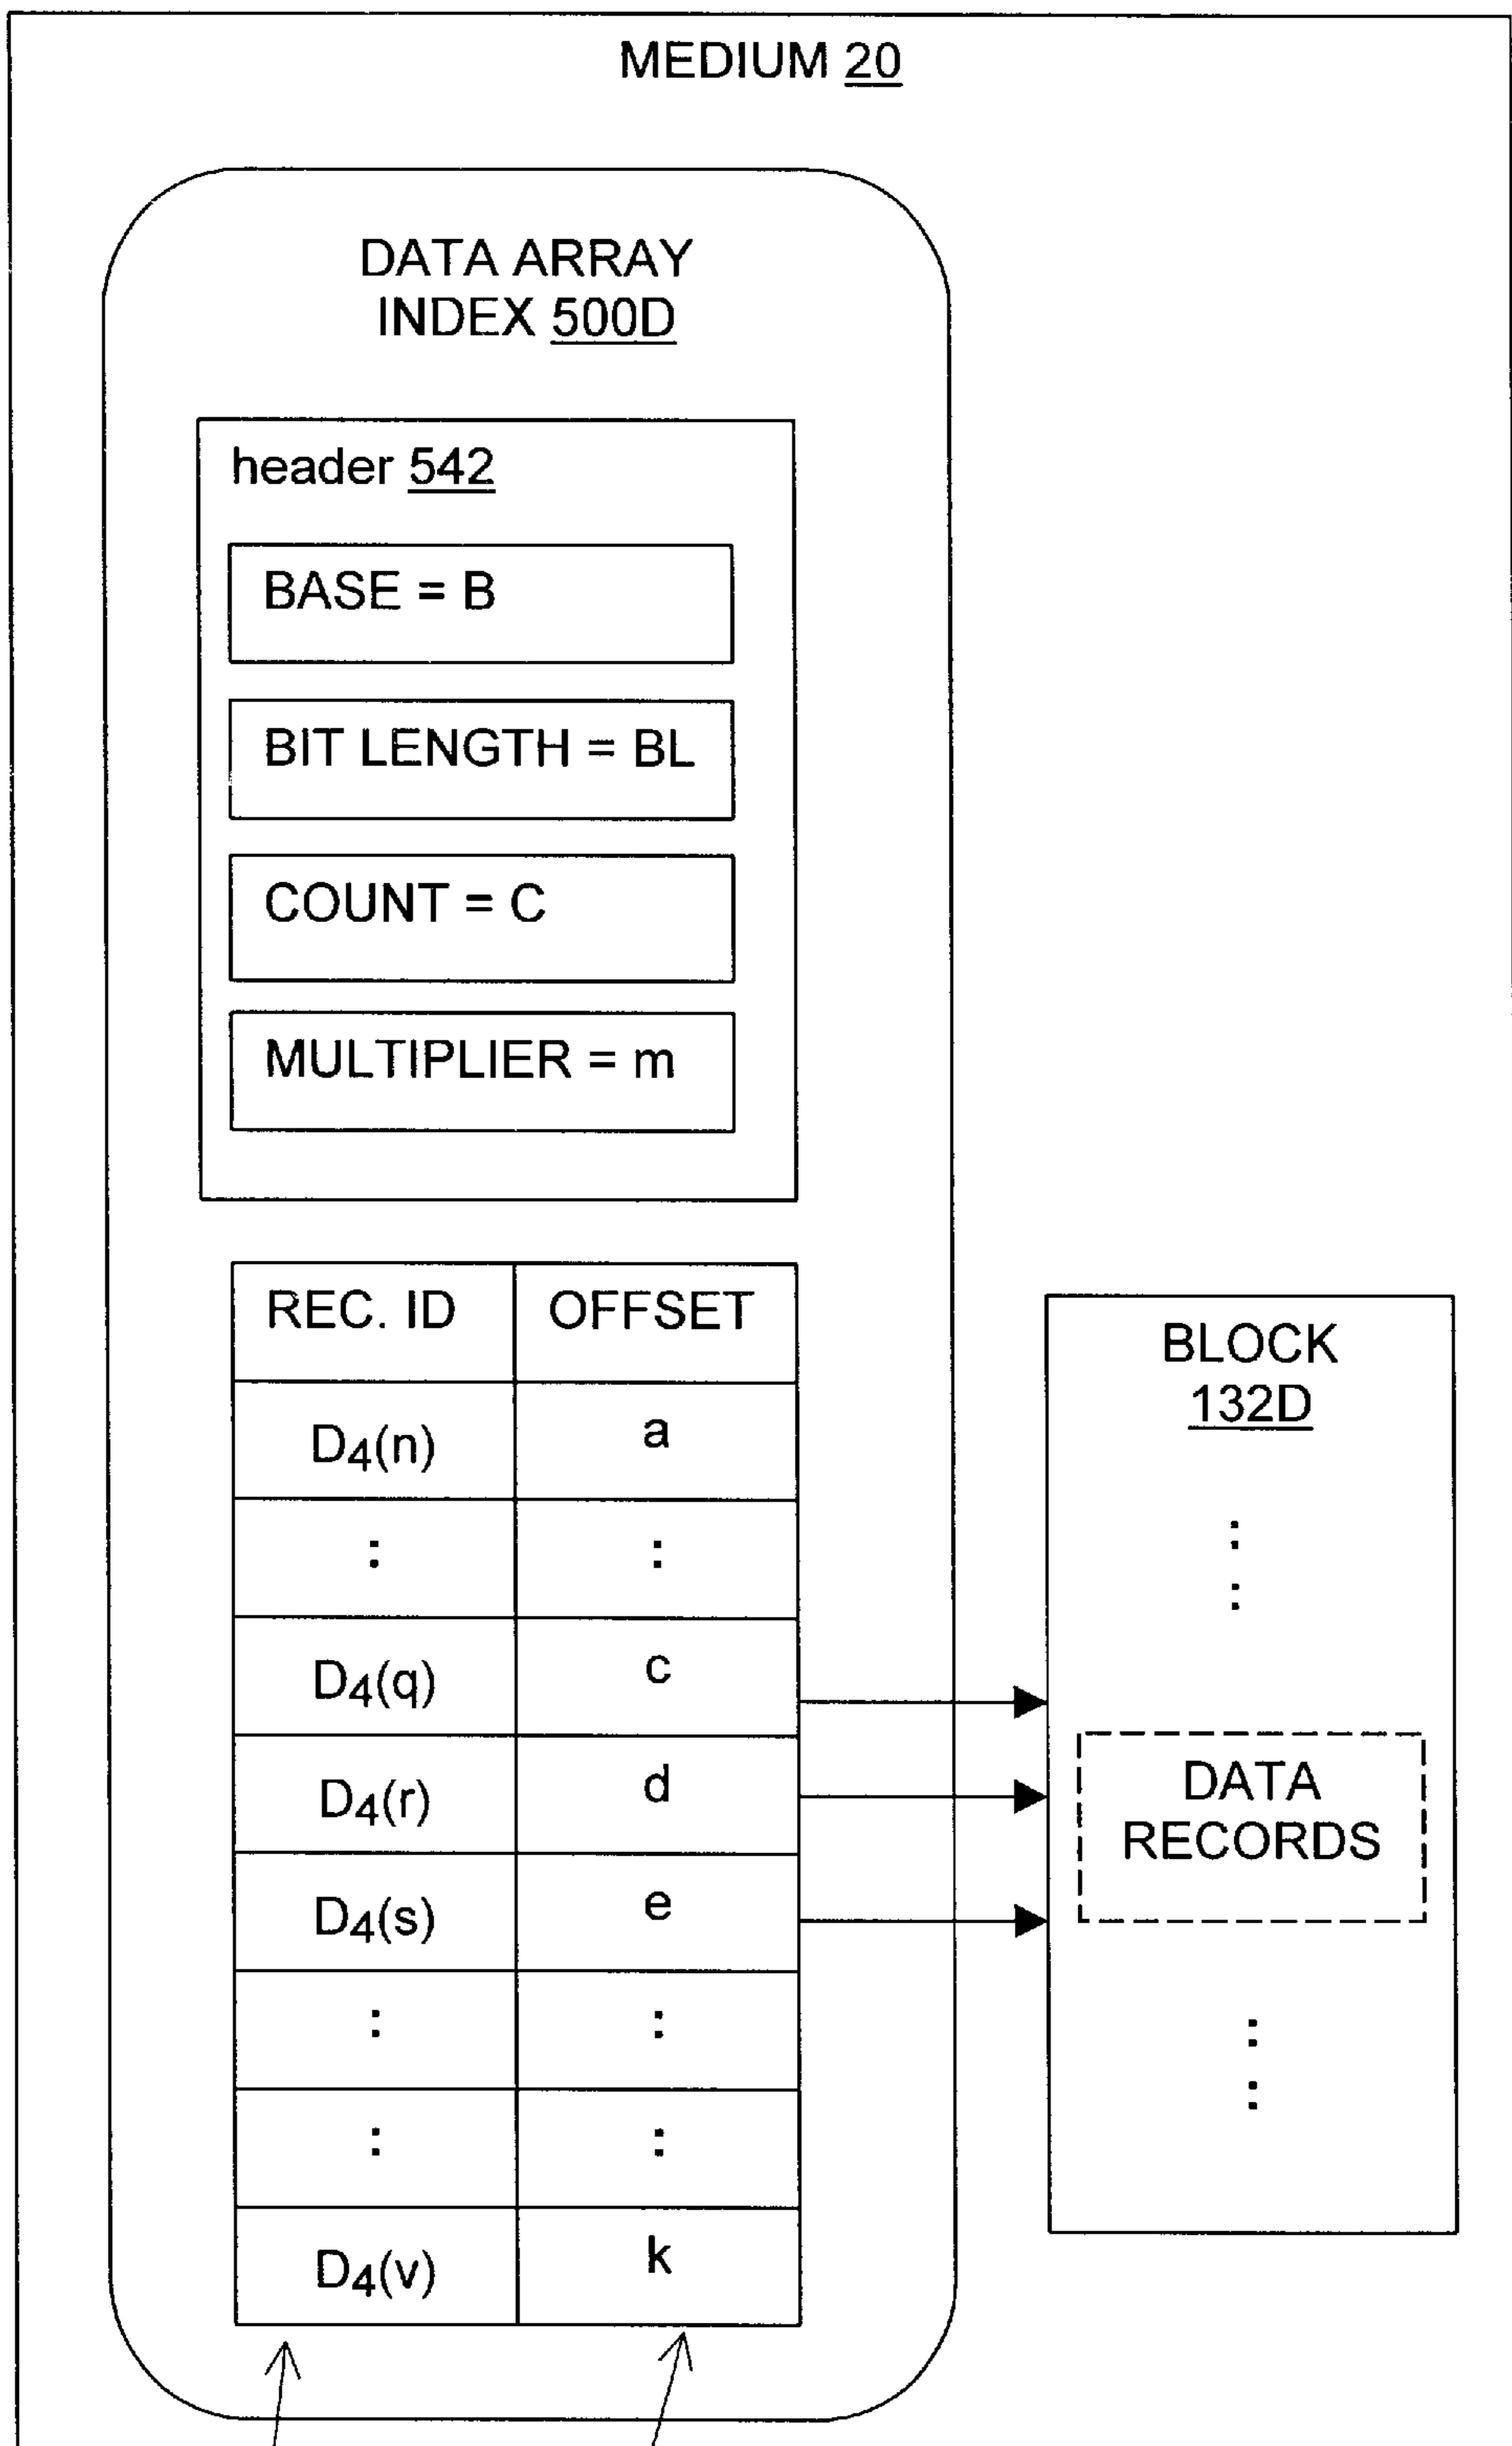 MEDIUM 20
DATA ARRAY
INDEX 500D
header 542
BASE = B
BIT LENGTH = BL
COUNT = C
MULTIPLIER = m
REC. ID OFFSET
D4(n) a
: :
D4(q) c
D4(r) d
D4(s) e
: :
: :
D4(v) k
BLOCK
132D
:
:
DATA
RECORDS
:
: